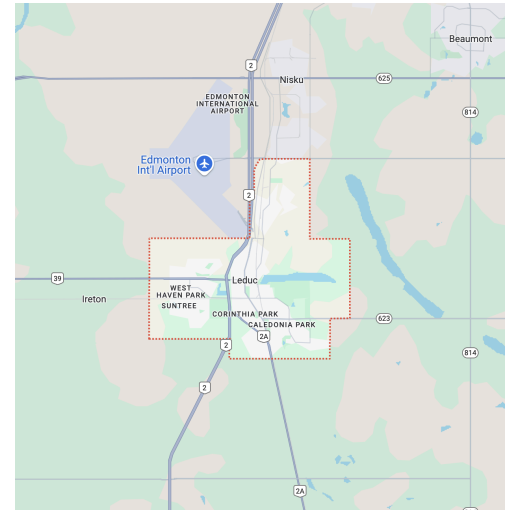 Beaumont
2
Nisku
625
EDMONTON
INTERNATIONAL
AIRPORT
814
Edmonton
Int'l Airport
2
39
Leduc
WEST
HAVEN PARK
Ireton
SUNTREE
CORINTHIA PARK
623
CALEDONIA PARK
2A
2
814
2
2A